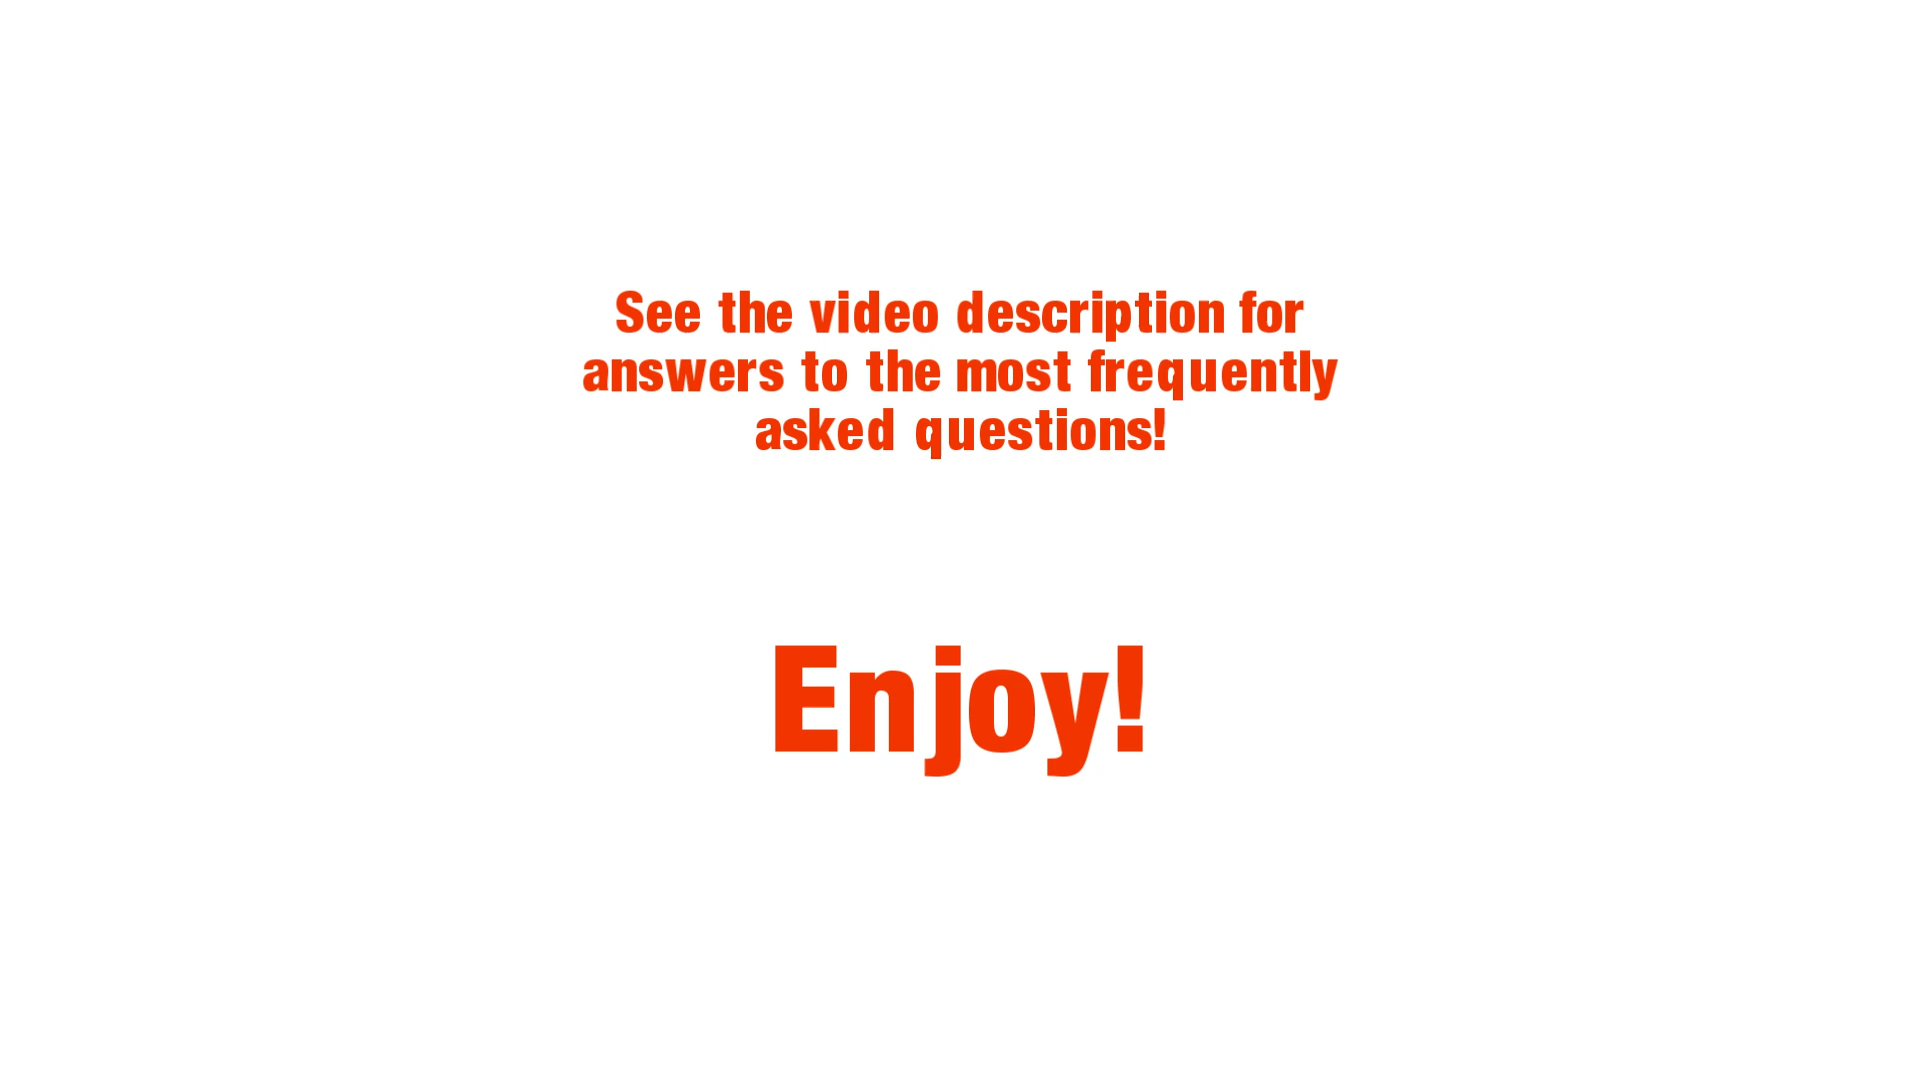 See the video description for
answers to the most frequently
asked questions!
Enjoy!